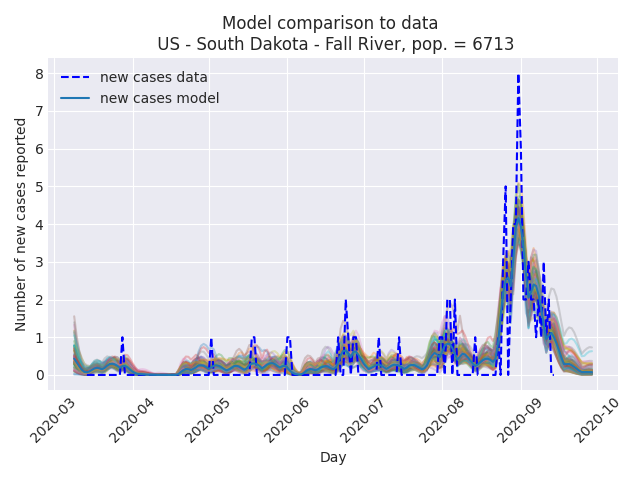 Model comparison to data
US - South Dakota - Fall River, pop. = 6713
new cases data
new cases model
Number of new cases reported
8
7
6
5
4
3
2
1
0
2020-03
2020-04
2020-05
2020-06
2020-07
2020-08
2020-09
2020-10
Day